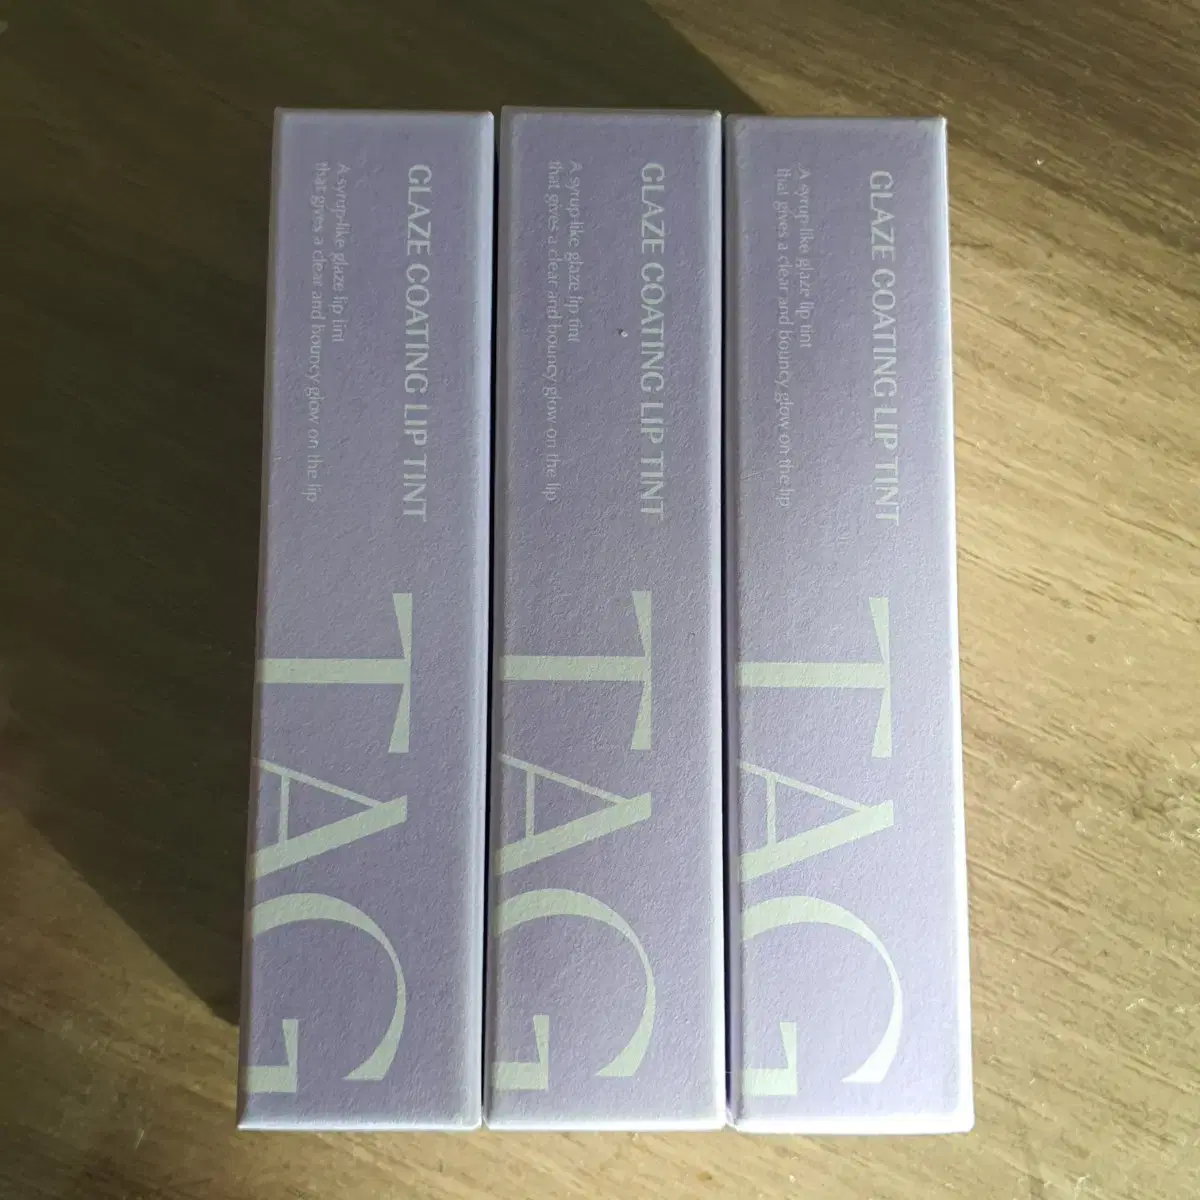 GLAZE COATING LIP TINT
A syrup-like glaze lip tint
that gives a clear and bouncy glow on the lip
TAG
GLAZE COATING LIP TINT
A syrup-like glaze lip tint
that gives a clear and bouncy glow on the lip
TAG
GLAZE COATING LIP TINT
A syrup-like glaze lip tint
that gives a clear and bouncy glow on the lip
TAG